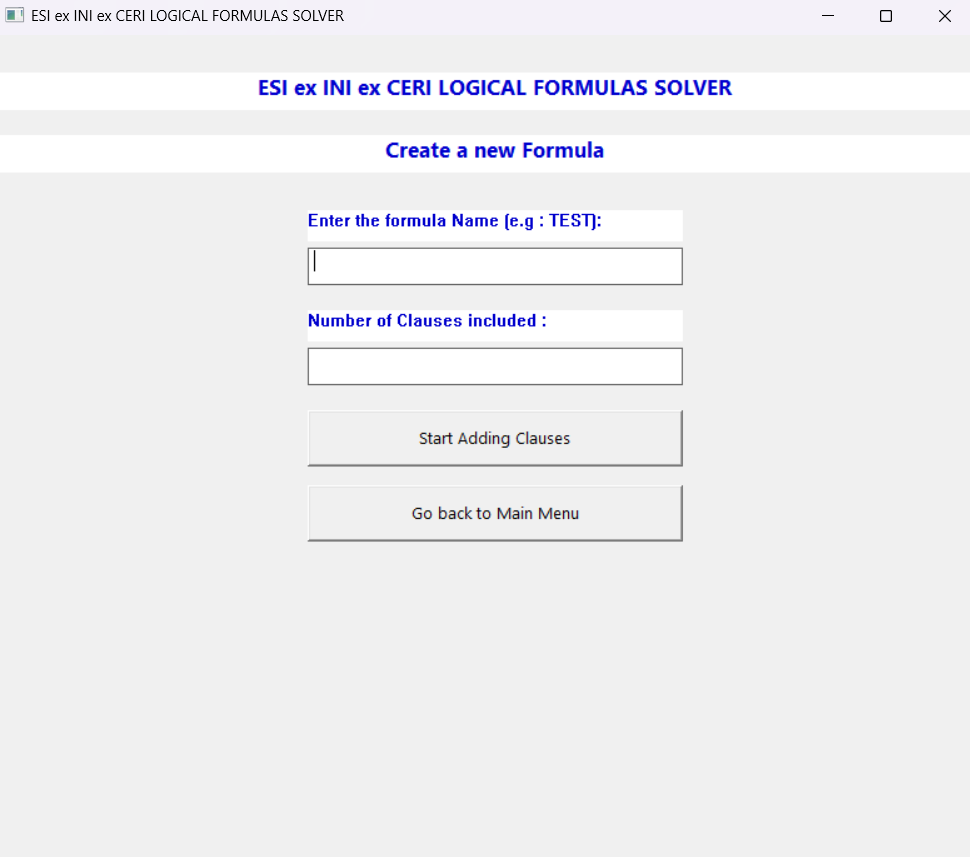 ESI ex INI ex CERI LOGICAL FORMULAS SOLVER
ESI ex INI ex CERI LOGICAL FORMULAS SOLVER
Create a new Formula
Enter the formula Name (e.g : TEST):
Number of Clauses included :
Start Adding Clauses
Go back to Main Menu